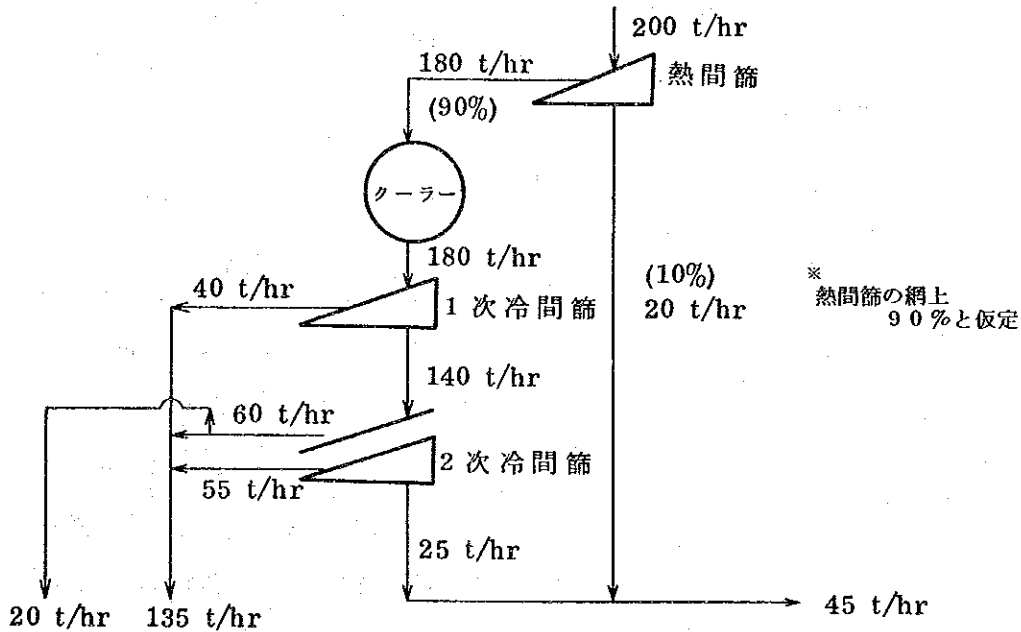 200 t/hr
180 t/hr
熱間篩
(90%)
クーラー
180 t/hr
(10%)
20 t/hr
※
熱間篩の網上
90%と仮定
40 t/hr
1次冷間篩
140 t/hr
60 t/hr
2次冷間篩
55 t/hr
25 t/hr
20 t/hr
135 t/hr
45 t/hr